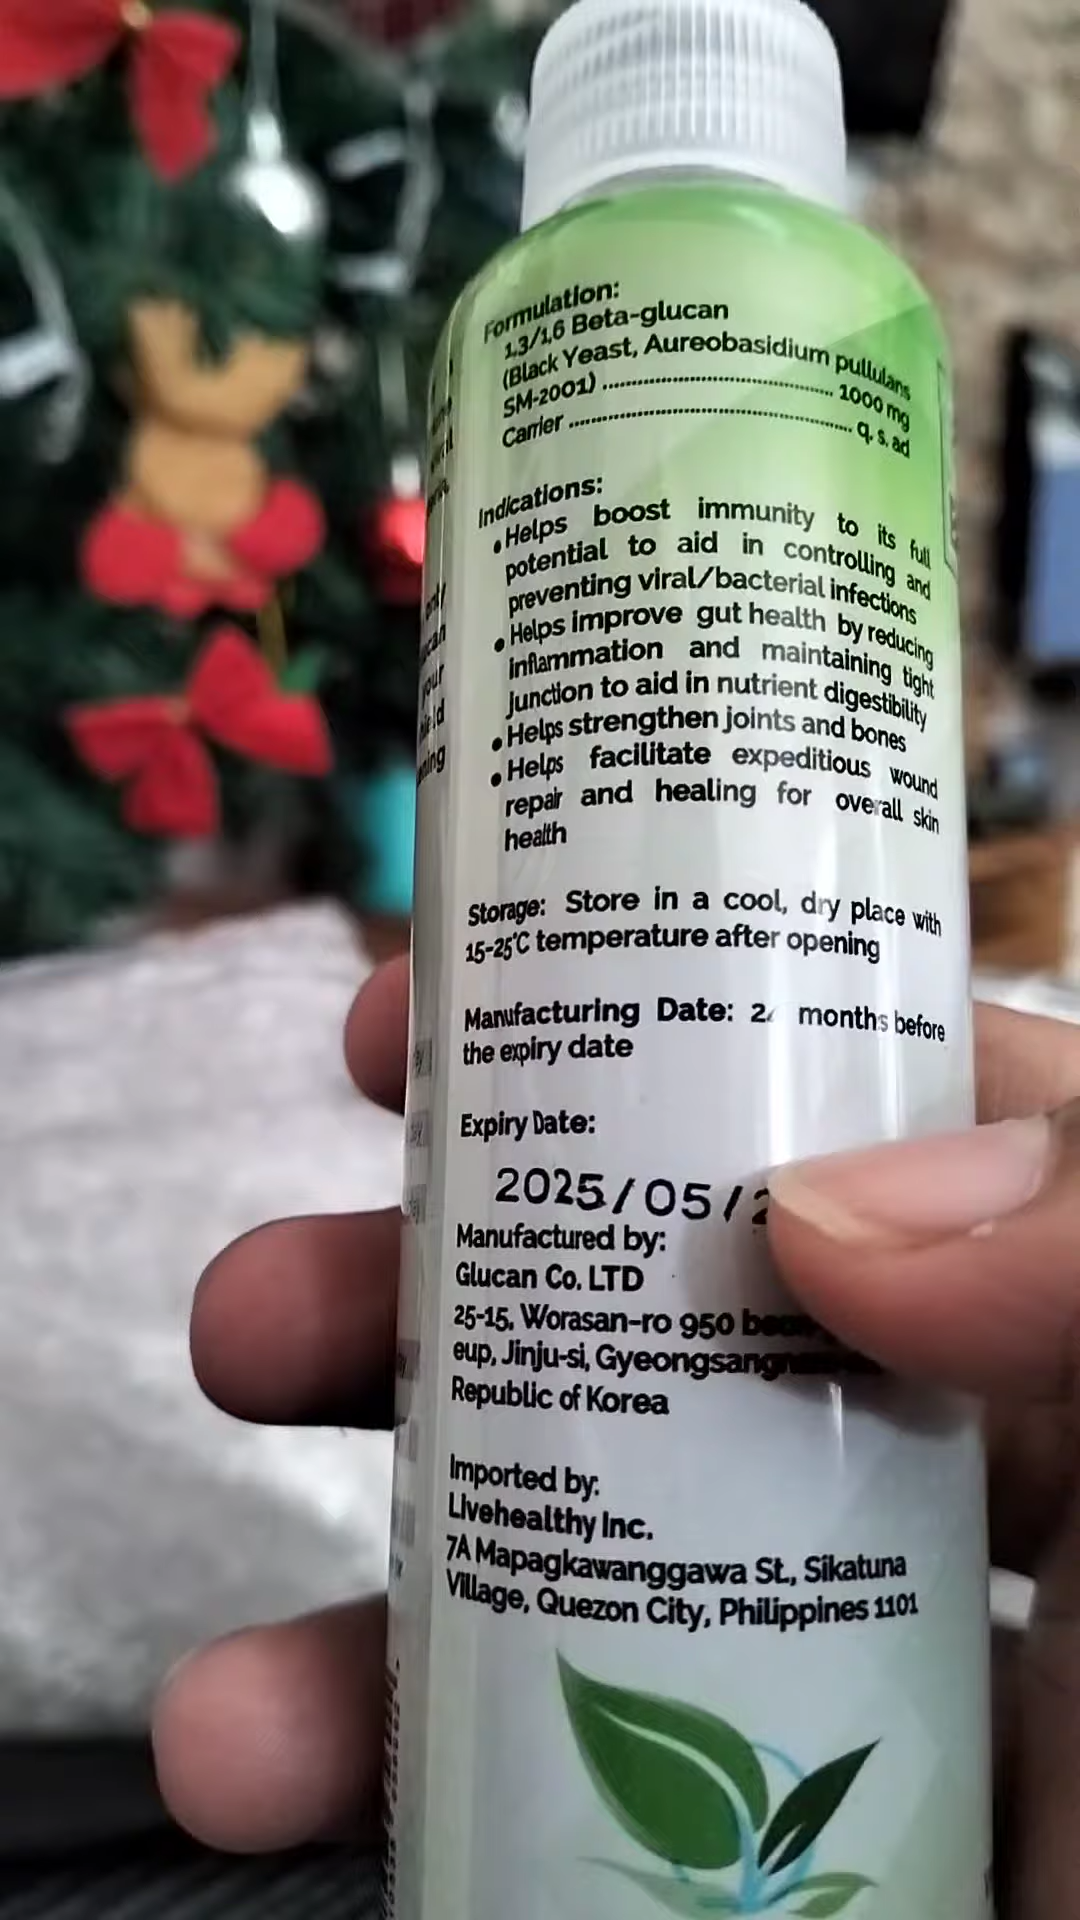 Formulation:
1,3/1,6 Beta-glucan
(Black Yeast, Aureobasidium pullulans
SM-2001) ........................................ 1000 mg
Carrier ................................................ q. s. ad
Indications:
• Helps boost immunity to its full
potential to aid in controlling and
preventing viral/bacterial infections
• Helps improve gut health by reducing
inflammation and maintaining tight
junction to aid in nutrient digestibility
• Helps strengthen joints and bones
• Helps facilitate expeditious wound
repair and healing for overall skin
health
Storage: Store in a cool, dry place with
15-25°C temperature after opening
Manufacturing Date: months before
the expiry date
Expiry Date:
2025/05/2
Manufactured by:
Glucan Co. LTD
25-15, Worasan-ro 950
eup, Jinju-si,
Republic of Korea
Imported by:
Livehealthy Inc.
7A Mapagkawanggawa St., Sikatuna
Village, Quezon City, Philippines 1101